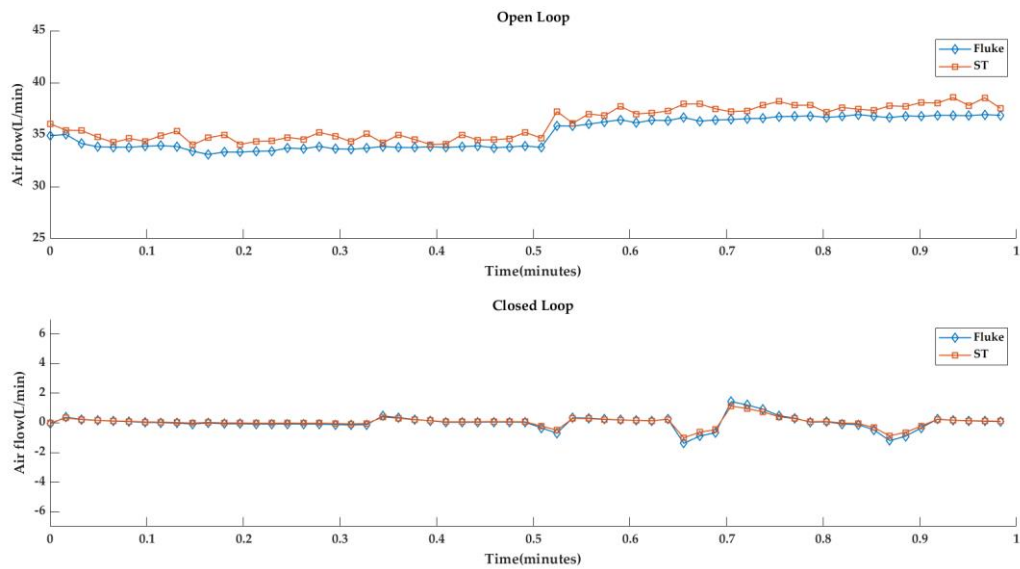 Open Loop
45
40
35
30
25
Air flow(L/min)
Fluke
ST
0 0.1 0.2 0.3 0.4 0.5 0.6 0.7 0.8 0.9 1
Time(minutes)
Closed Loop
6
4
2
0
-2
-4
-6
Air flow(L/min)
Fluke
ST
0 0.1 0.2 0.3 0.4 0.5 0.6 0.7 0.8 0.9 1
Time(minutes)